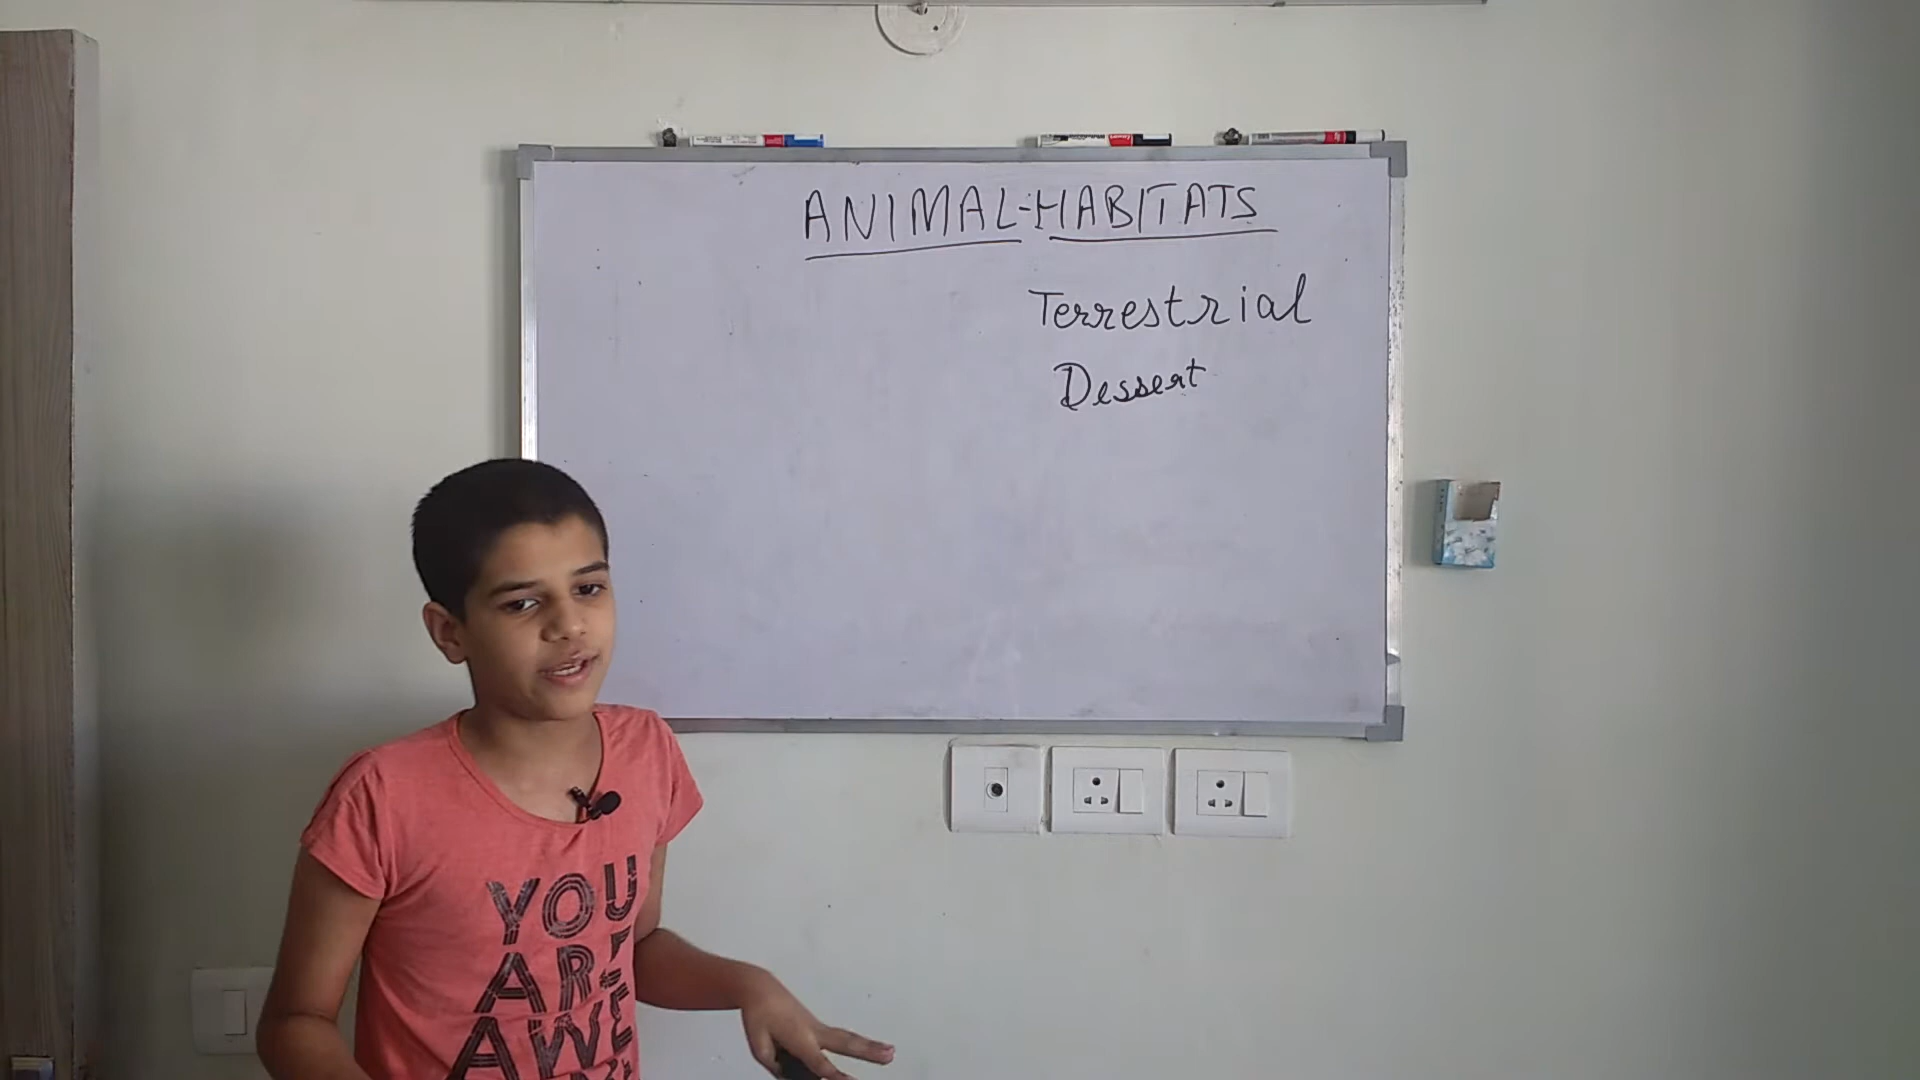 ANIMAL-HABITATS
Terrestrial
Dessert
YOU
ARE
AWE